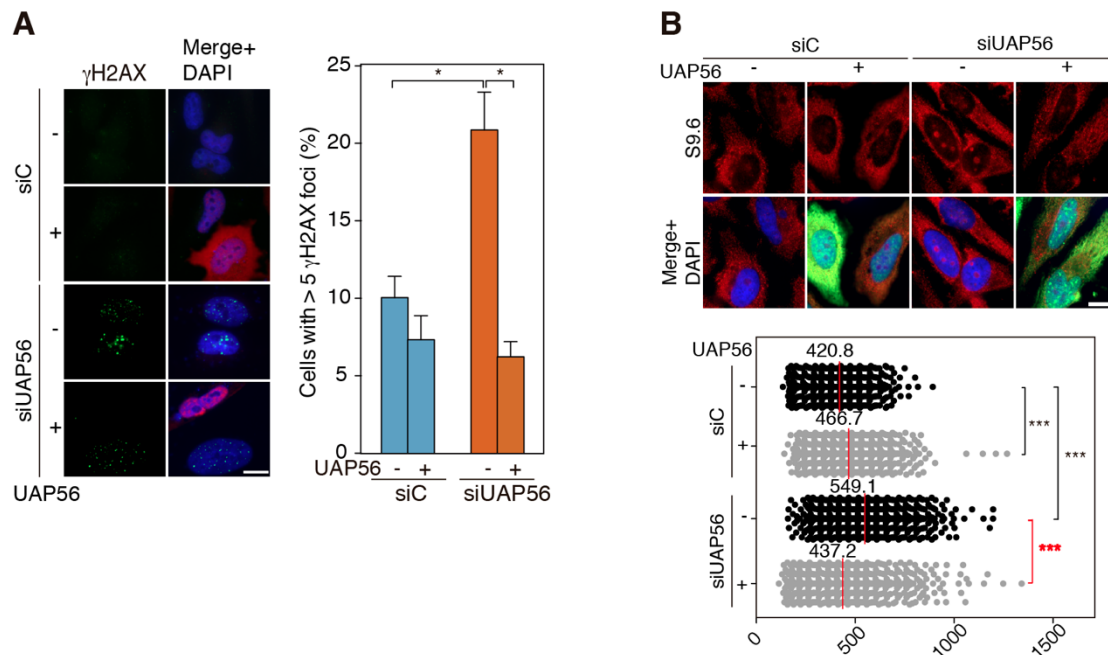 A
γH2AX
Merge+
DAPI
siC
-
+
siUAP56
-
+
UAP56
Cells with > 5 γH2AX foci (%)
25
20
15
10
5
0
*
*
UAP56
- + - +
siC siUAP56
B
siC siUAP56
UAP56 - + - +
S9.6
Merge+
DAPI
UAP56
siC
-
+
siUAP56
-
+
420.8
466.7
549.1
437.2
***
***
***
0 500 1000 1500